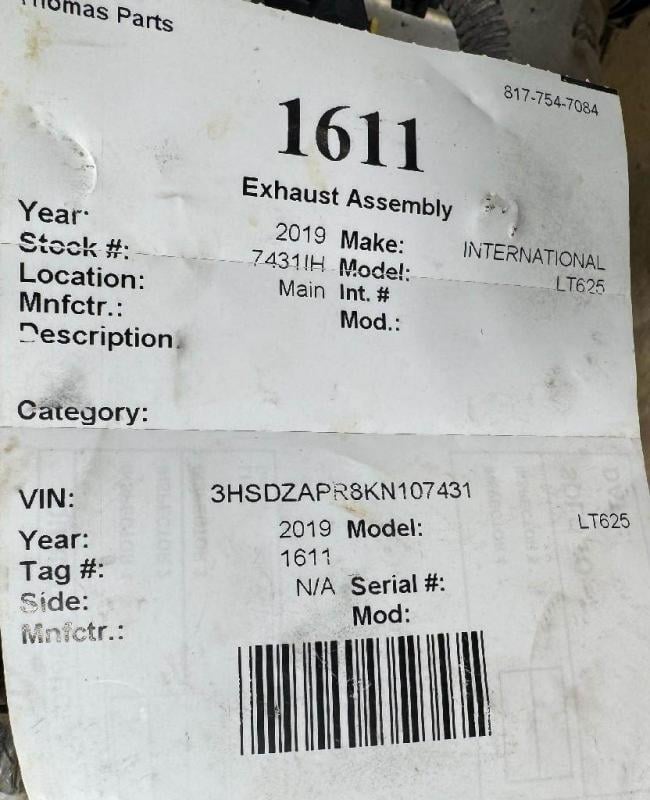 Thomas Parts
817-754-7084
1611
Exhaust Assembly
Year: 2019 Make: INTERNATIONAL
Stock #: 7431IH Model: LT625
Location: Main Int. #
Mnfctr.: Mod.:
Description:
Category:
VIN: 3HSDZAPR8KN107431
Year: 2019 Model: LT625
Tag #: 1611
Side: N/A Serial #:
Mnfctr.: Mod: